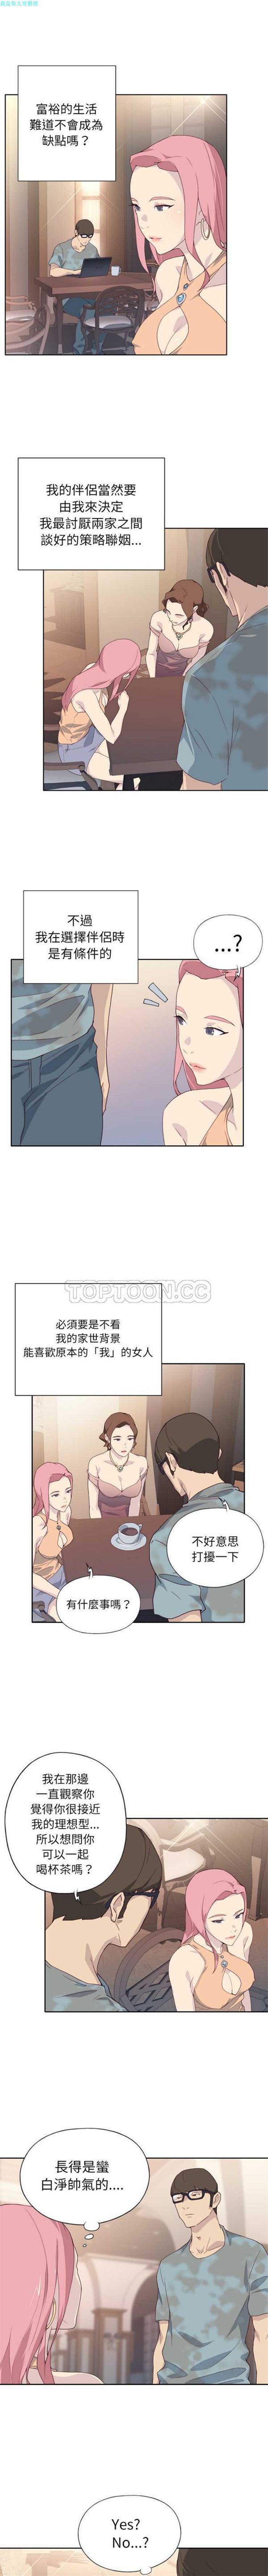 富裕的生活
難道不會成為
缺點嗎？
我的伴侶當然要
由我來決定
我最討厭兩家之間
談好的策略聯姻...
不過
我在選擇伴侶時
是有條件的
...?
TOPTOON.CC
必須要是不看
我的家世背景
能喜歡原本的「我」的女人
不好意思
打擾一下
有什麼事嗎？
我在那邊
一直觀察你
覺得你很接近
我的理想型...
所以想問你
可以一起
喝杯茶嗎？
長得是蠻
白淨帥氣的....
Yes?
No...?